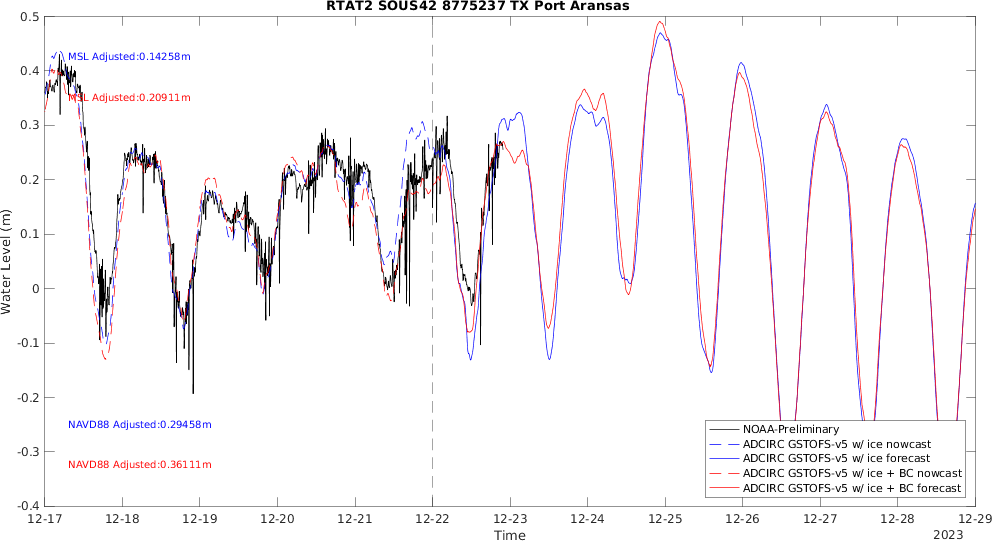 RTAT2 SOUS42 8775237 TX Port Aransas
0.5
0.4
0.3
0.2
0.1
0
-0.1
-0.2
-0.3
-0.4
Water Level (m)
MSL Adjusted:0.14258m
MSL Adjusted:0.20911m
NAVD88 Adjusted:0.29458m
NAVD88 Adjusted:0.36111m
NOAA-Preliminary
ADCIRC GSTOFS-v5 w/ ice nowcast
ADCIRC GSTOFS-v5 w/ ice forecast
ADCIRC GSTOFS-v5 w/ ice + BC nowcast
ADCIRC GSTOFS-v5 w/ ice + BC forecast
12-17 12-18 12-19 12-20 12-21 12-22 12-23 12-24 12-25 12-26 12-27 12-28 12-29
Time
2023